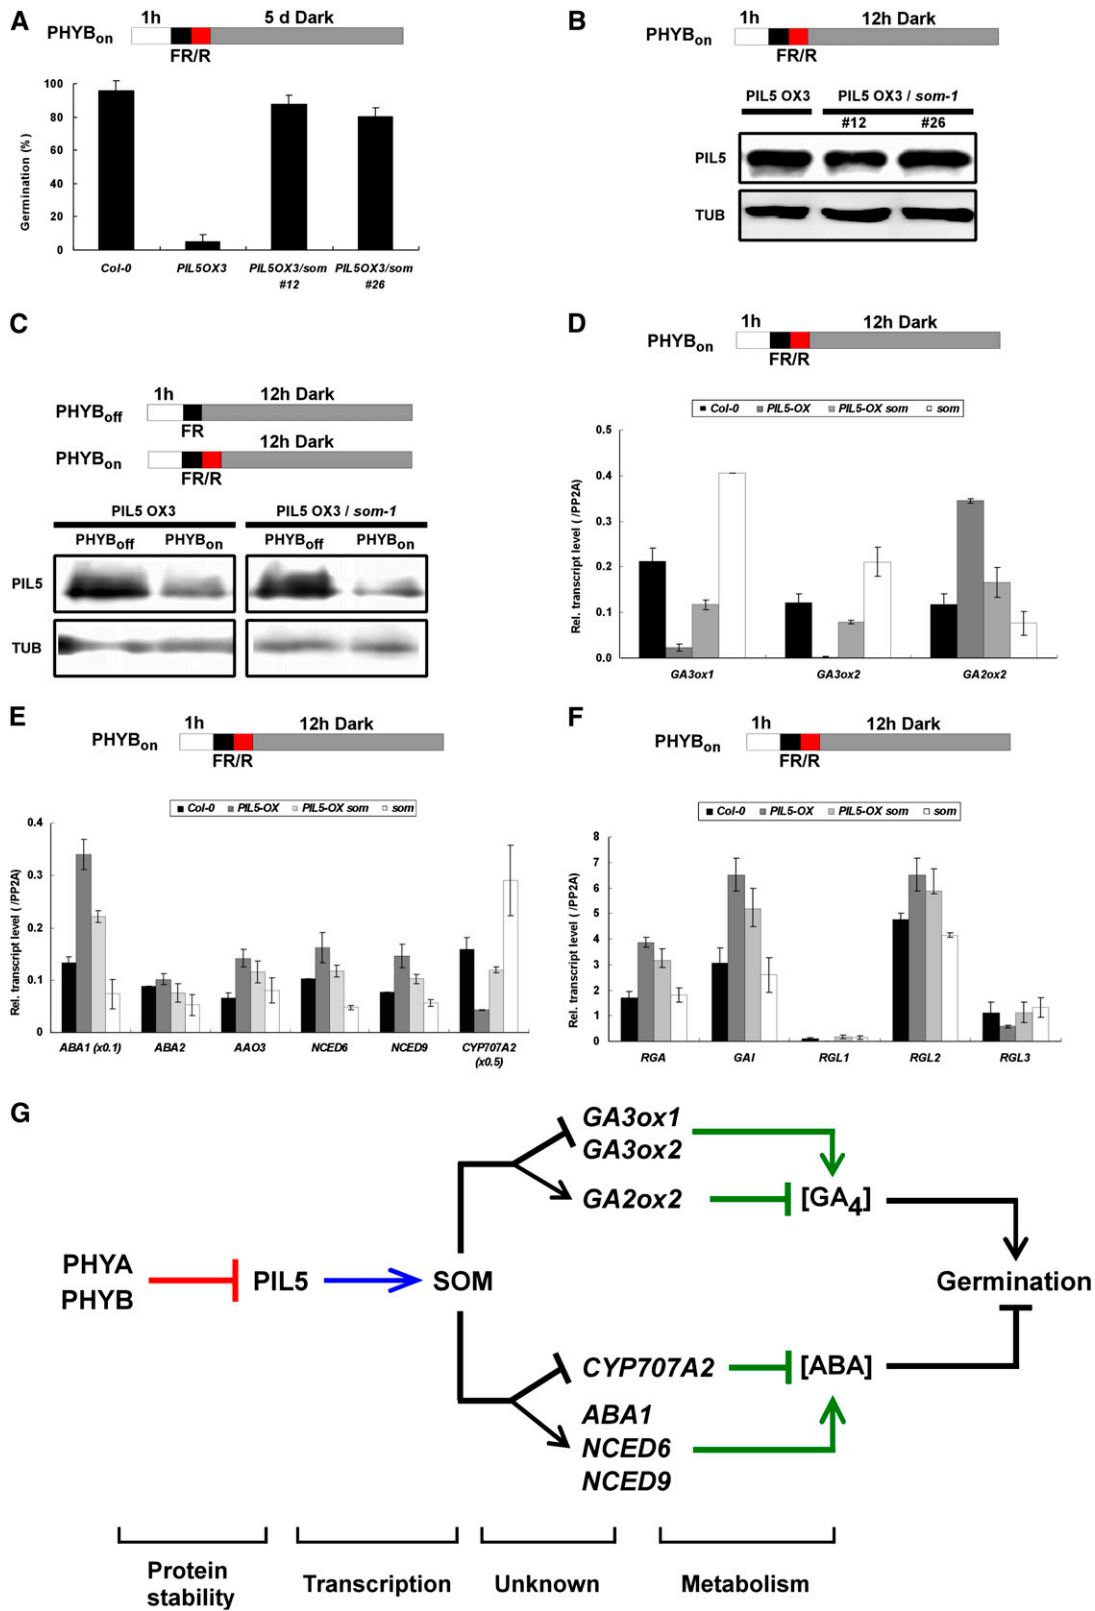 A
1h
5 d Dark
PHYBon
FR/R
Germination (%)
100
80
60
40
20
0
Col-0
PIL5OX3
PIL5OX3/som
#12
PIL5OX3/som
#26
B
1h
12h Dark
PHYBon
FR/R
PIL5 OX3
PIL5 OX3 / som-1
#12
#26
PIL5
TUB
C
1h
12h Dark
PHYBoff
FR
12h Dark
PHYBon
FR/R
PIL5 OX3
PIL5 OX3 / som-1
PHYBoff
PHYBon
PHYBoff
PHYBon
PIL5
TUB
D
1h
12h Dark
PHYBon
FR/R
Col-0
PIL5-OX
PIL5-OX som
som
Rel. transcript level ( /PP2A)
0.5
0.4
0.3
0.2
0.1
0.0
GA3ox1
GA3ox2
GA2ox2
E
1h
12h Dark
PHYBon
FR/R
Col-0
PIL5-OX
PIL5-OX som
som
Rel. transcript level ( /PP2A)
0.4
0.3
0.2
0.1
0
ABA1 (x0.1)
ABA2
AAO3
NCED6
NCED9
CYP707A2
(x0.5)
F
1h
12h Dark
PHYBon
FR/R
Col-0
PIL5-OX
PIL5-OX som
som
Rel. transcript level ( /PP2A)
8
7
6
5
4
3
2
1
0
RGA
GAI
RGL1
RGL2
RGL3
G
GA3ox1
GA3ox2
GA2ox2
[GA4]
PHYA
PHYB
PIL5
SOM
Germination
CYP707A2
[ABA]
ABA1
NCED6
NCED9
Protein
stability
Transcription
Unknown
Metabolism